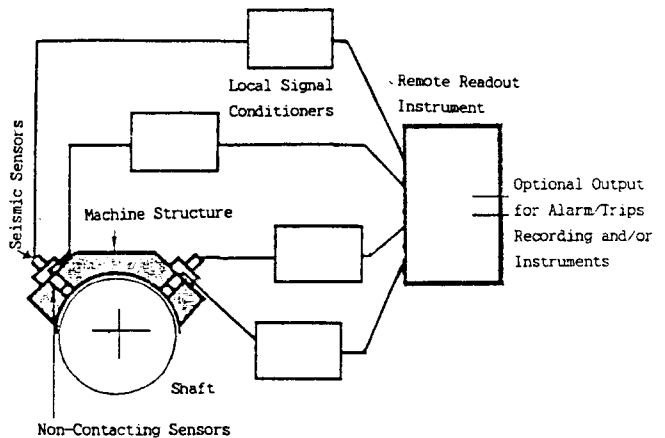 Local Signal
Conditioners
Remote Readout
Instrument
Seismic Sensors
Machine Structure
Optional Output
for Alarm/Trips
Recording and/or
Instruments
Shaft
Non-Contacting Sensors